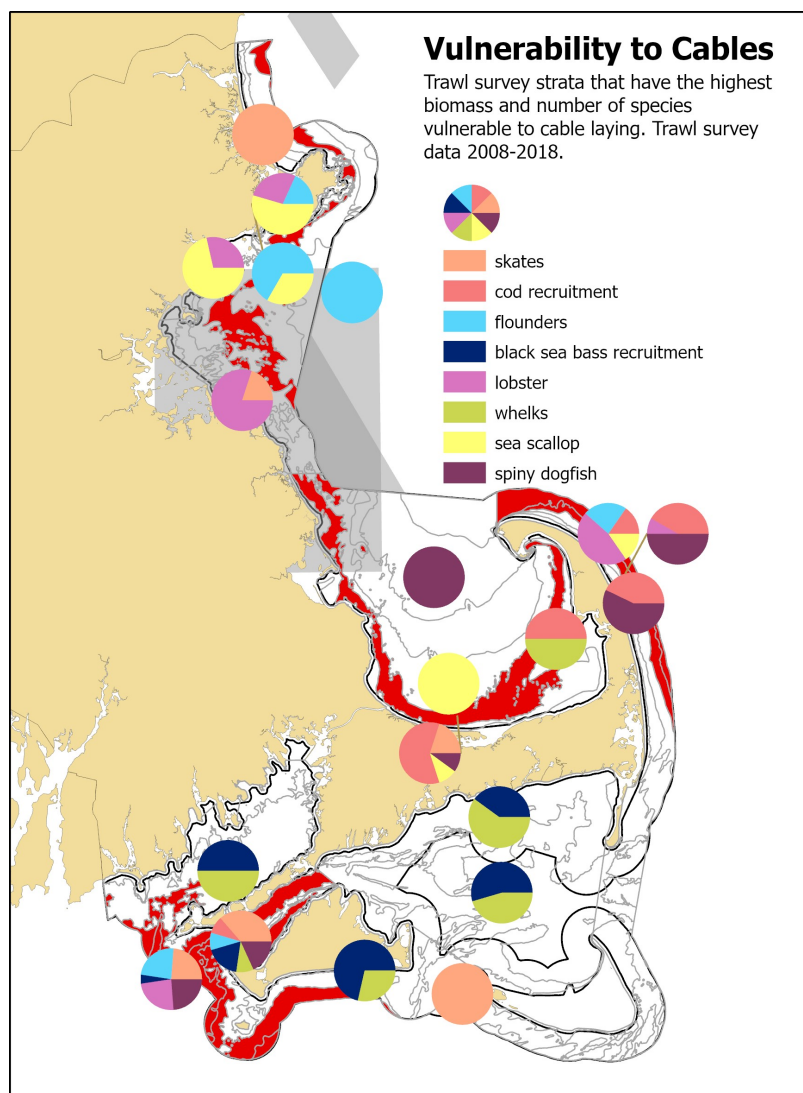 Vulnerability to Cables
Trawl survey strata that have the highest
biomass and number of species
vulnerable to cable laying. Trawl survey
data 2008-2018.
skates
cod recruitment
flounders
black sea bass recruitment
lobster
whelks
sea scallop
spiny dogfish